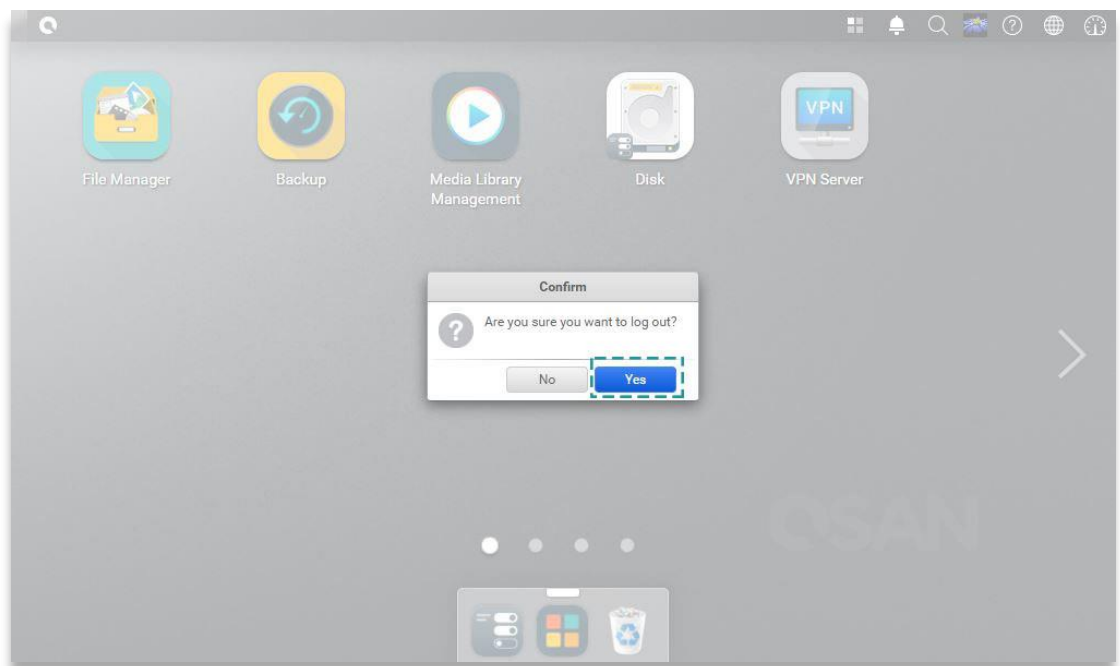 File Manager
Backup
Media Library
Management
Disk
VPN
VPN Server
Confirm
Are you sure you want to log out?
No
Yes
QSAN